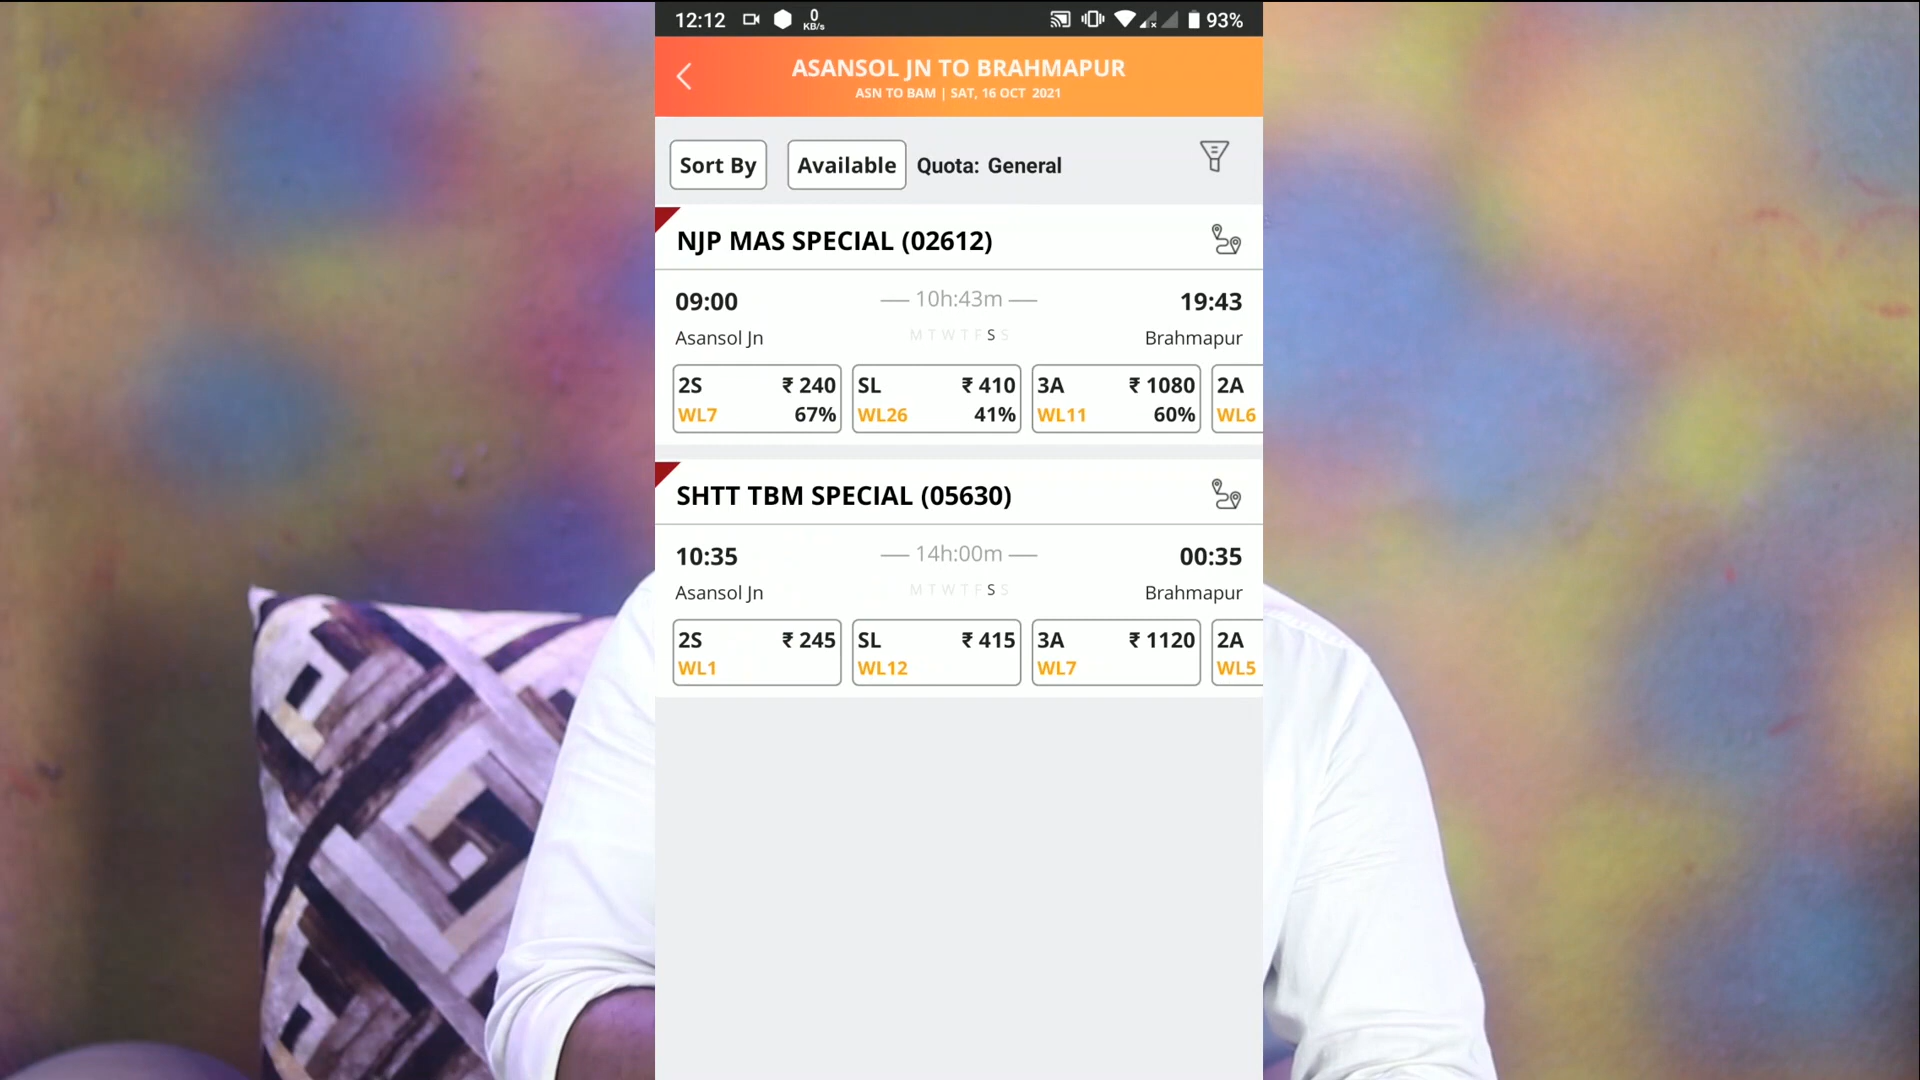 12:12 0 KB/s 93%
ASANSOL JN TO BRAHMAPUR
ASN TO BAM | SAT, 16 OCT 2021
Sort By Available Quota: General
NJP MAS SPECIAL (02612)
09:00 10h:43m 19:43
Asansol Jn M T W T F S S Brahmapur
2S ₹ 240 SL ₹ 410 3A ₹ 1080 2A
WL7 67% WL26 41% WL11 60% WL6
SHTT TBM SPECIAL (05630)
10:35 14h:00m 00:35
Asansol Jn M T W T F S S Brahmapur
2S ₹ 245 SL ₹ 415 3A ₹ 1120 2A
WL1 WL12 WL7 WL5